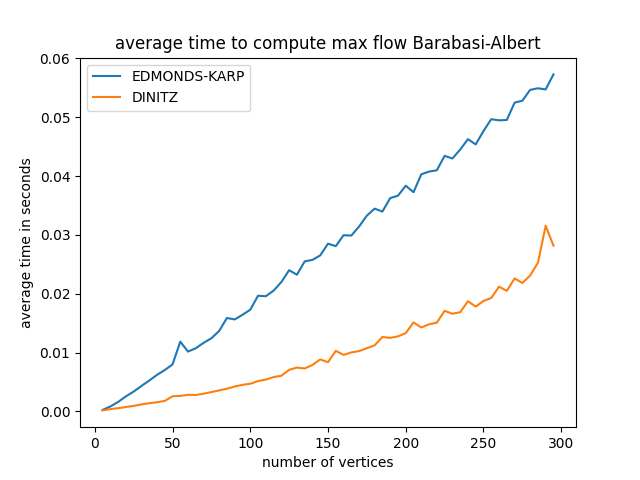 average time to compute max flow Barabasi-Albert
EDMONDS-KARP
DINITZ
average time in seconds
0.06
0.05
0.04
0.03
0.02
0.01
0.00
0 50 100 150 200 250 300
number of vertices